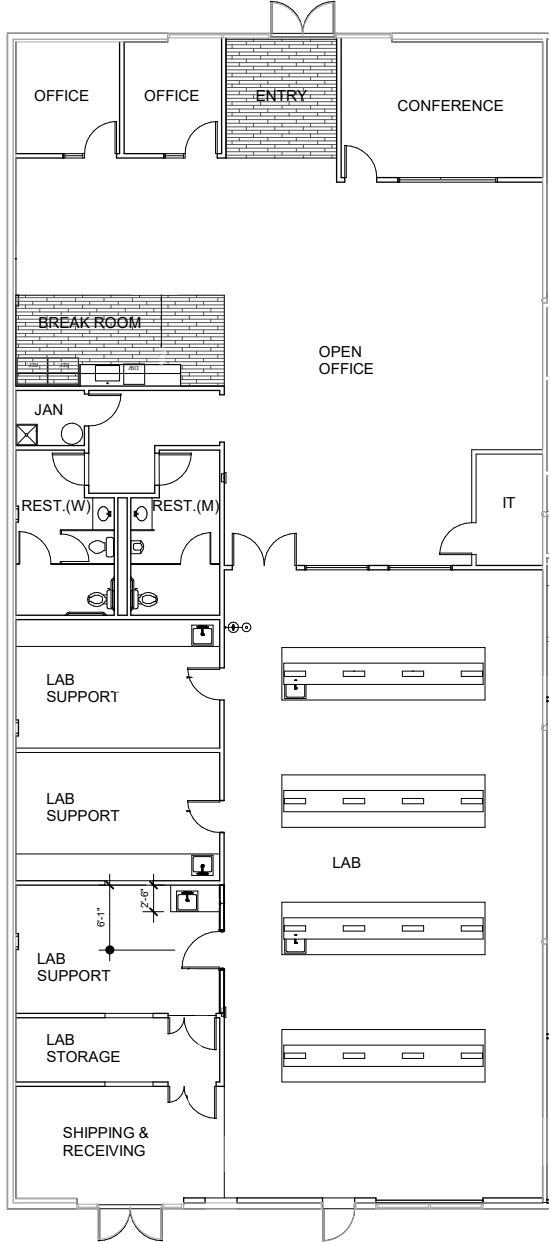 OFFICE
OFFICE
ENTRY
CONFERENCE
BREAK ROOM
DW
OPEN
OFFICE
JAN
REST.(W)
REST.(M)
IT
LAB
SUPPORT
LAB
SUPPORT
LAB
6'-1"
2'-6"
LAB
SUPPORT
LAB
STORAGE
SHIPPING &
RECEIVING